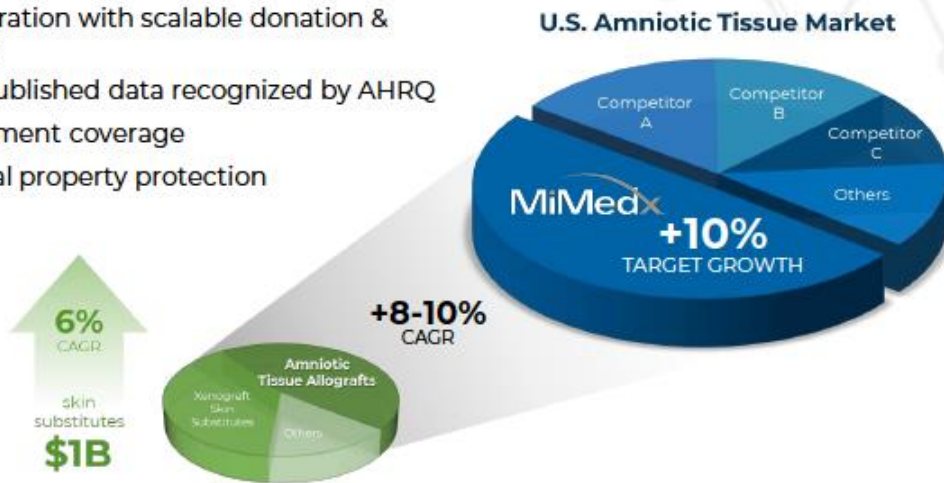 ration with scalable donation &
ublished data recognized by AHRQ
ment coverage
al property protection
U.S. Amniotic Tissue Market
Competitor
A
Competitor
B
Competitor
C
Others
MiMedx
+10%
TARGET GROWTH
+8-10%
CAGR
6%
CAGR
skin
substitutes
$1B
Amniotic
Tissue Allografts
Xenograft
Skin
Substitutes
Others